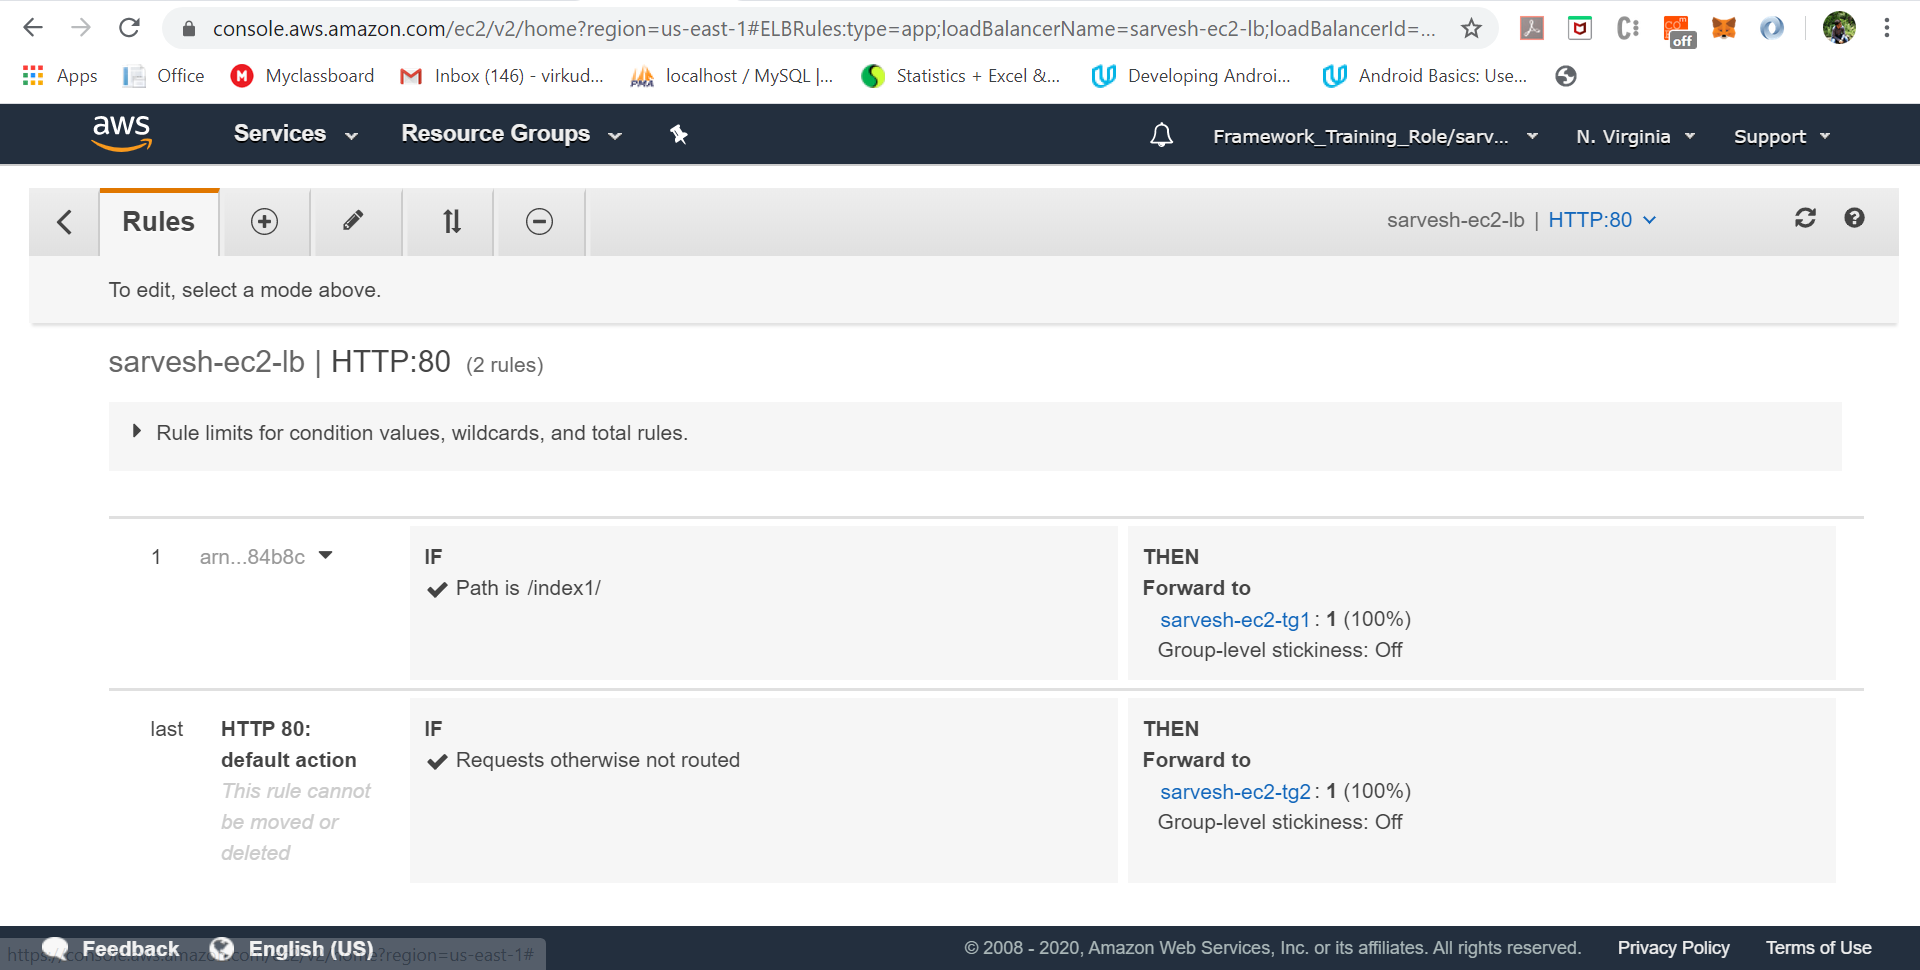 console.aws.amazon.com/ec2/v2/home?region=us-east-1#ELBRules:type=app;loadBalancerName=sarvesh-ec2-lb;loadBalancerId=...
off
Apps Office Myclassboard Inbox (146) - virkud... localhost / MySQL |... Statistics + Excel &... Developing Androi... Android Basics: Use...
aws Services Resource Groups Framework_Training_Role/sarv... N. Virginia Support
Rules sarvesh-ec2-lb | HTTP:80
To edit, select a mode above.
sarvesh-ec2-lb | HTTP:80 (2 rules)
Rule limits for condition values, wildcards, and total rules.
1 arn...84b8c IF THEN
Path is /index1/ Forward to
sarvesh-ec2-tg1: 1 (100%)
Group-level stickiness: Off
last HTTP 80: IF THEN
default action Requests otherwise not routed Forward to
This rule cannot sarvesh-ec2-tg2: 1 (100%)
be moved or Group-level stickiness: Off
deleted
Feedback English (US) © 2008 - 2020, Amazon Web Services, Inc. or its affiliates. All rights reserved. Privacy Policy Terms of Use
https://console.aws.amazon.com/ec2/v2/home?region=us-east-1#